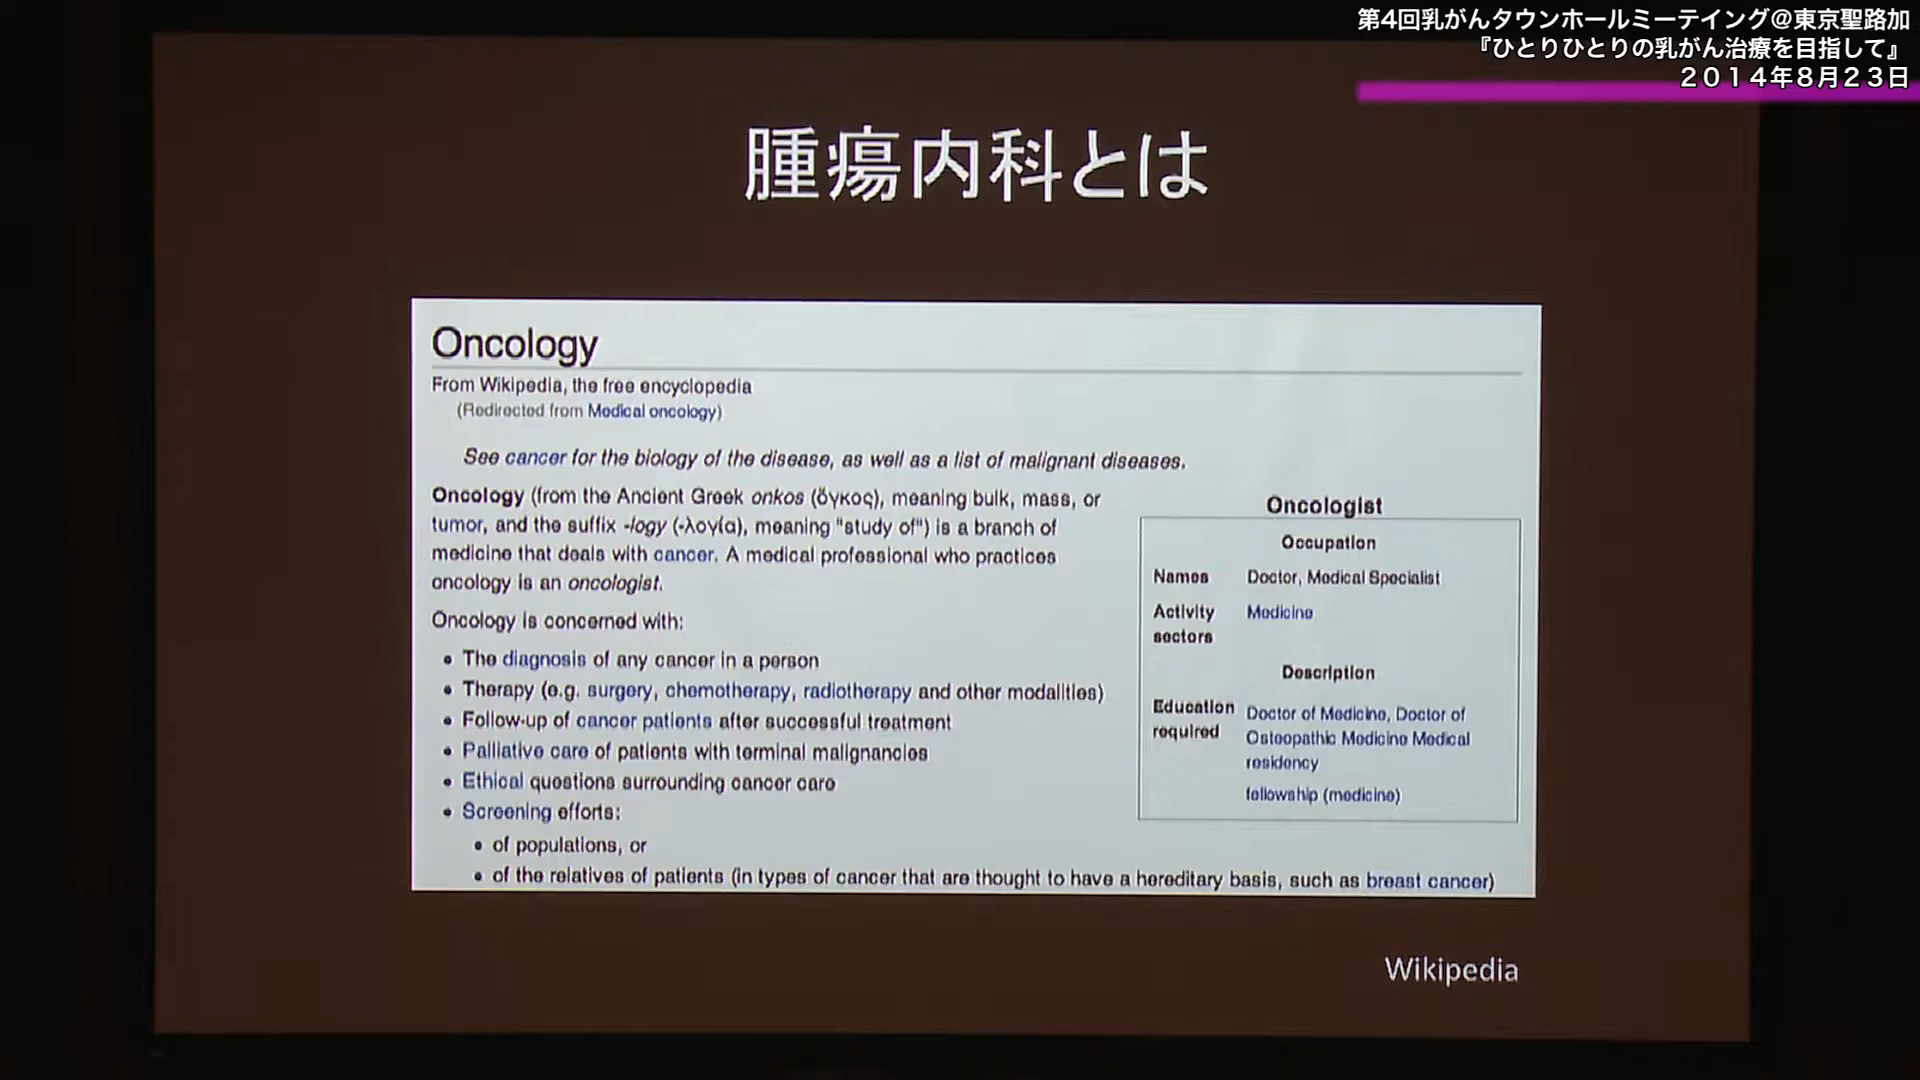 第4回乳がんタウンホールミーテイング@東京聖路加
『ひとりひとりの乳がん治療を目指して』
２０１４年８月２３日
腫瘍内科とは
Oncology
From Wikipedia, the free encyclopedia
(Redirected from Medical oncology)
See cancer for the biology of the disease, as well as a list of malignant diseases.
Oncology (from the Ancient Greek onkos (ὄγκος), meaning bulk, mass, or
tumor, and the suffix -logy (-λογία), meaning "study of") is a branch of
medicine that deals with cancer. A medical professional who practices
oncology is an oncologist.
Oncology is concerned with:
• The diagnosis of any cancer in a person
• Therapy (e.g. surgery, chemotherapy, radiotherapy and other modalities)
• Follow-up of cancer patients after successful treatment
• Palliative care of patients with terminal malignancies
• Ethical questions surrounding cancer care
• Screening efforts:
• of populations, or
• of the relatives of patients (in types of cancer that are thought to have a hereditary basis, such as breast cancer)
Oncologist
Occupation
Names Doctor, Medical Specialist
Activity Medicine
sectors
Description
Education Doctor of Medicine, Doctor of
required Osteopathic Medicine Medical
residency
fellowship (medicine)
Wikipedia